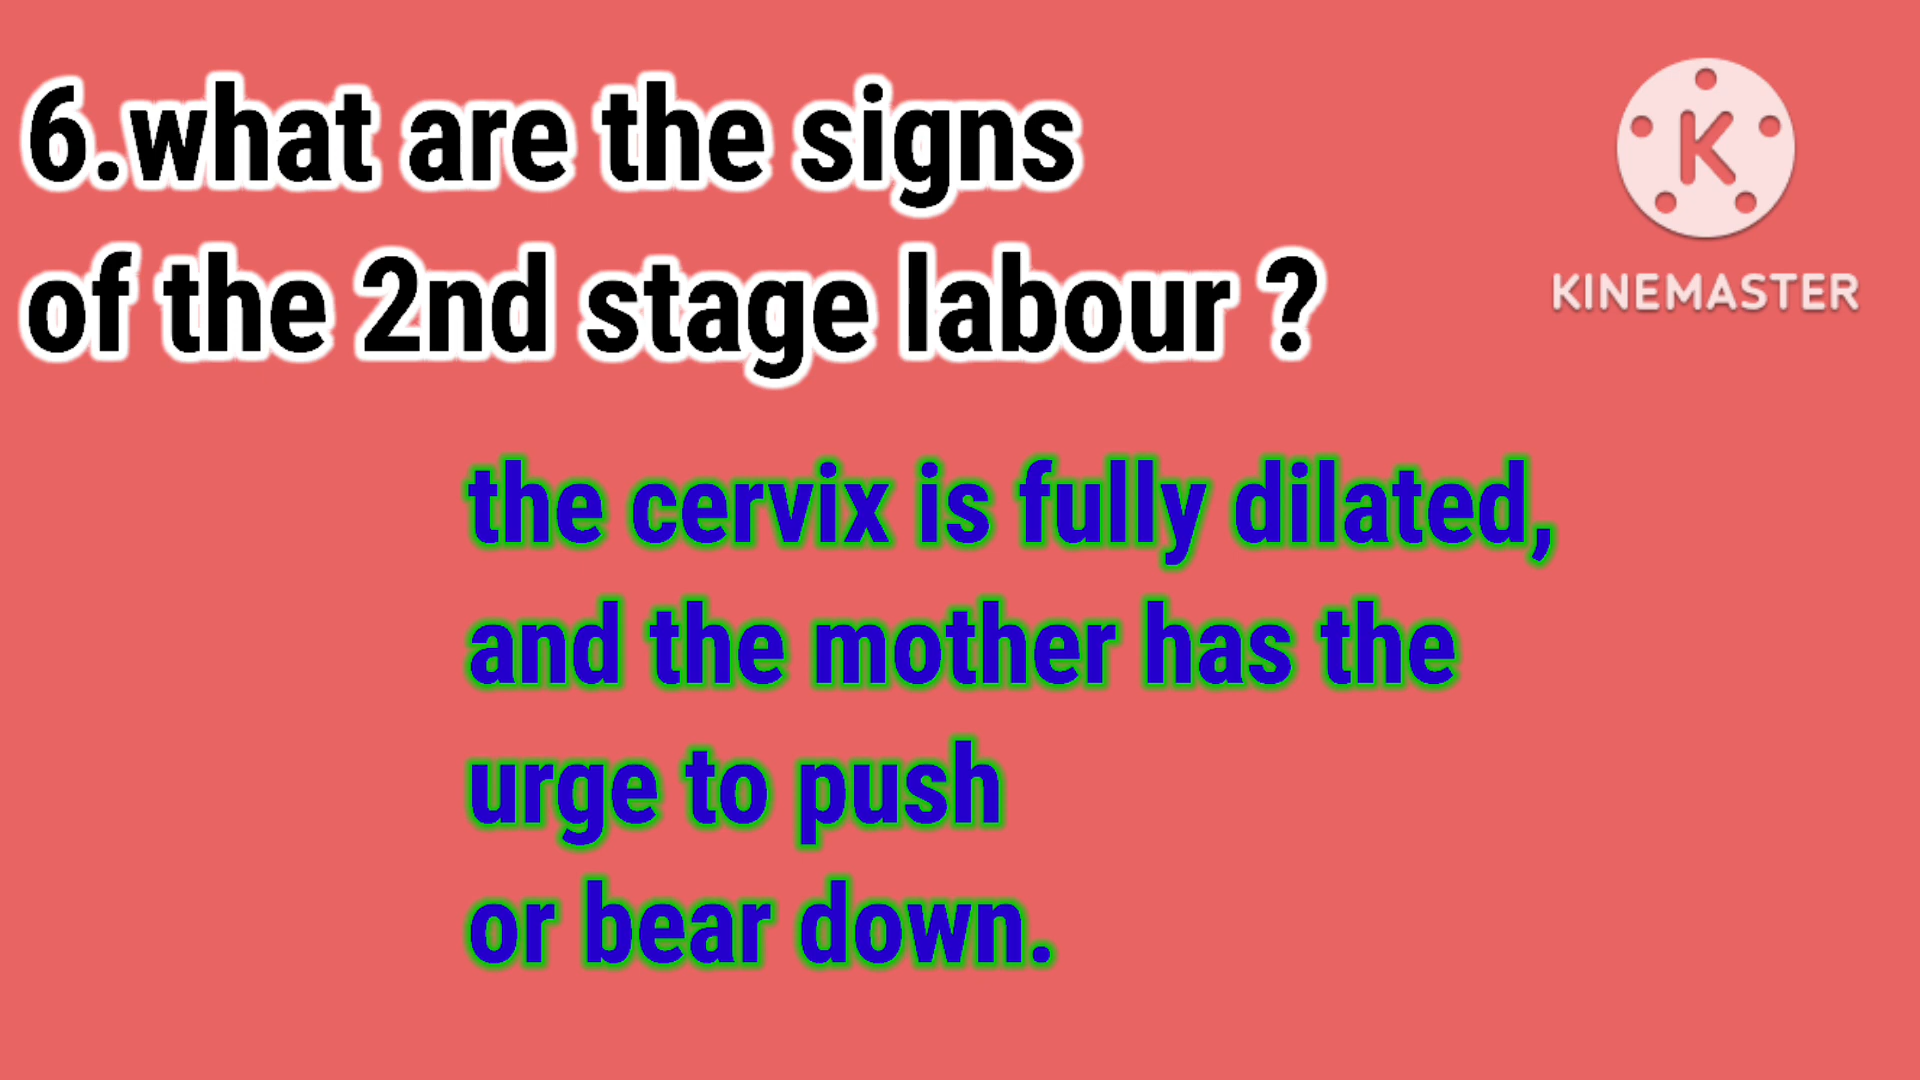 6.what are the signs
of the 2nd stage labour ?
K
KINEMASTER
the cervix is fully dilated,
and the mother has the
urge to push
or bear down.